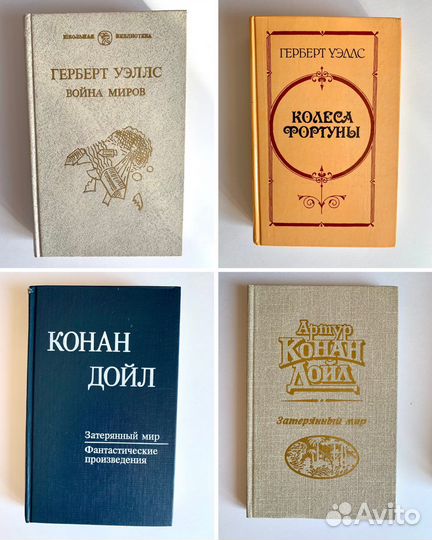 ШКОЛЬНАЯ БИБЛИОТЕКА
ГЕРБЕРТ УЭЛЛС
ВОЙНА МИРОВ
ГЕРБЕРТ УЭЛЛС
КОЛЕСА
ФОРТУНЫ
КОНАН
ДОЙЛ
Затерянный мир
Фантастические
произведения
Артур
КОНАН
ДОЙЛ
Затерянный мир
Avito